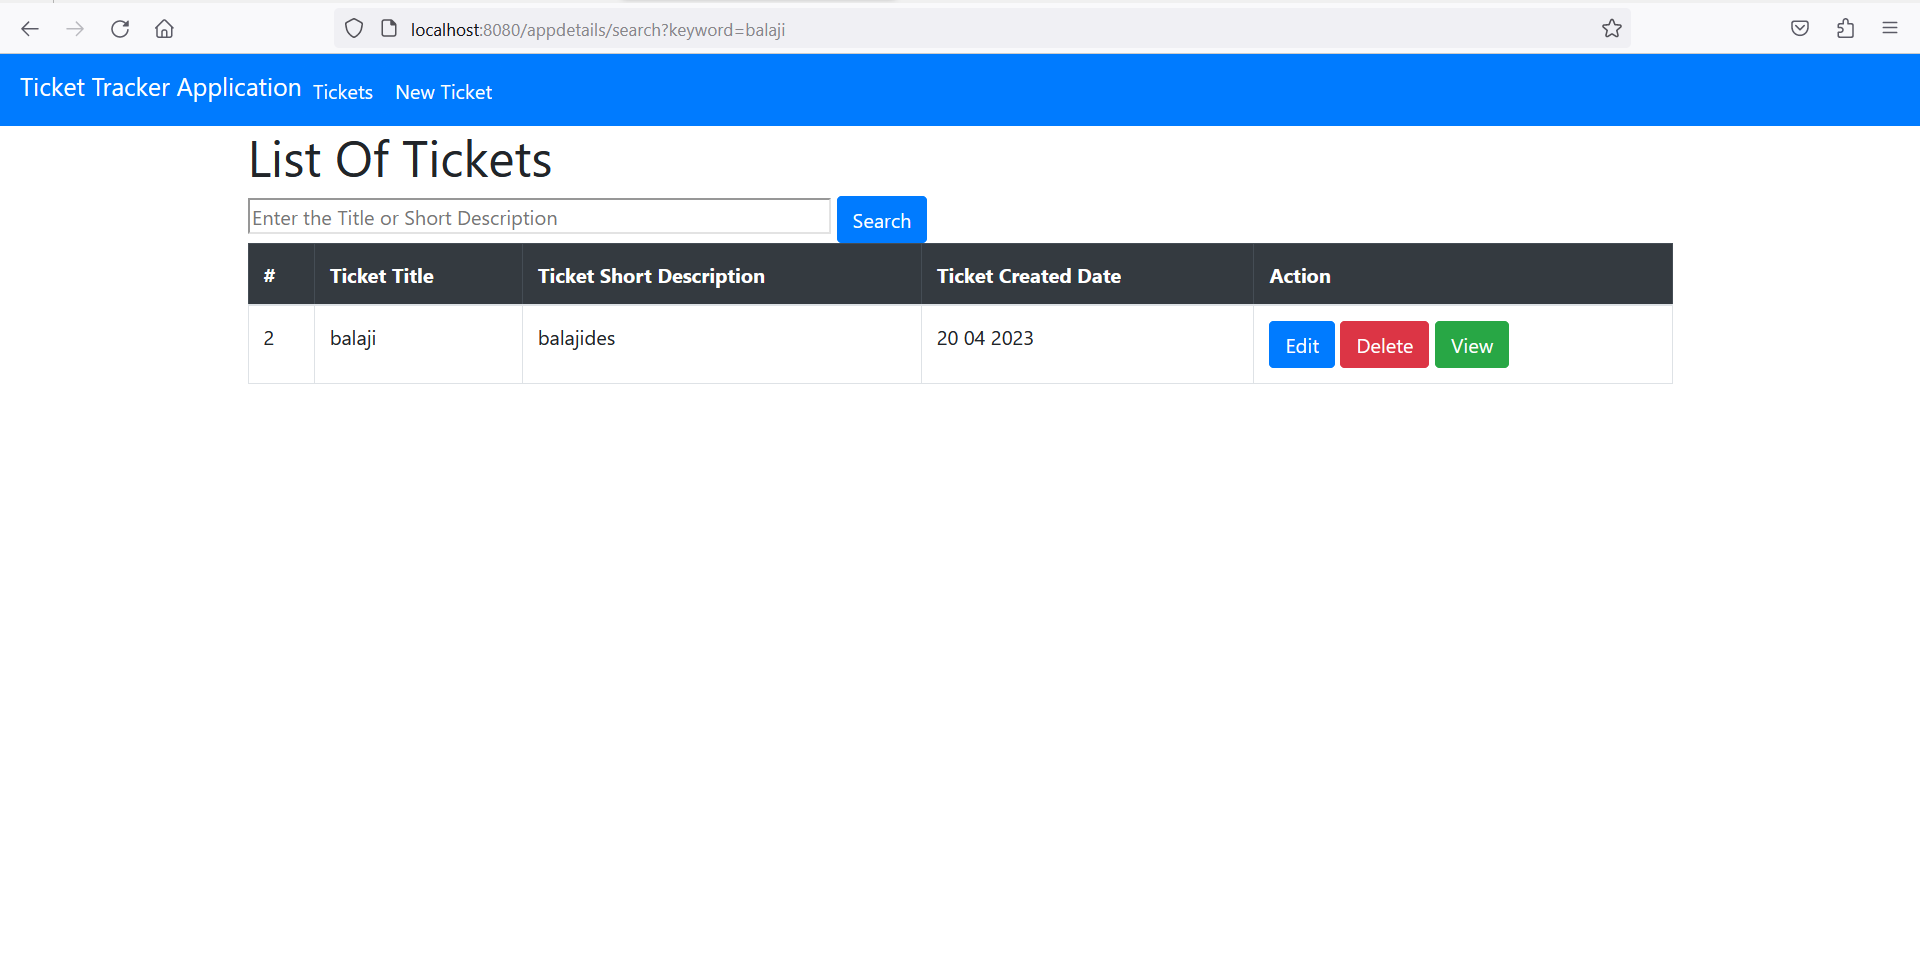 localhost:8080/appdetails/search?keyword=balaji
Ticket Tracker Application Tickets New Ticket
List Of Tickets
Enter the Title or Short Description Search
# Ticket Title Ticket Short Description Ticket Created Date Action
2 balaji balajides 20 04 2023 Edit Delete View